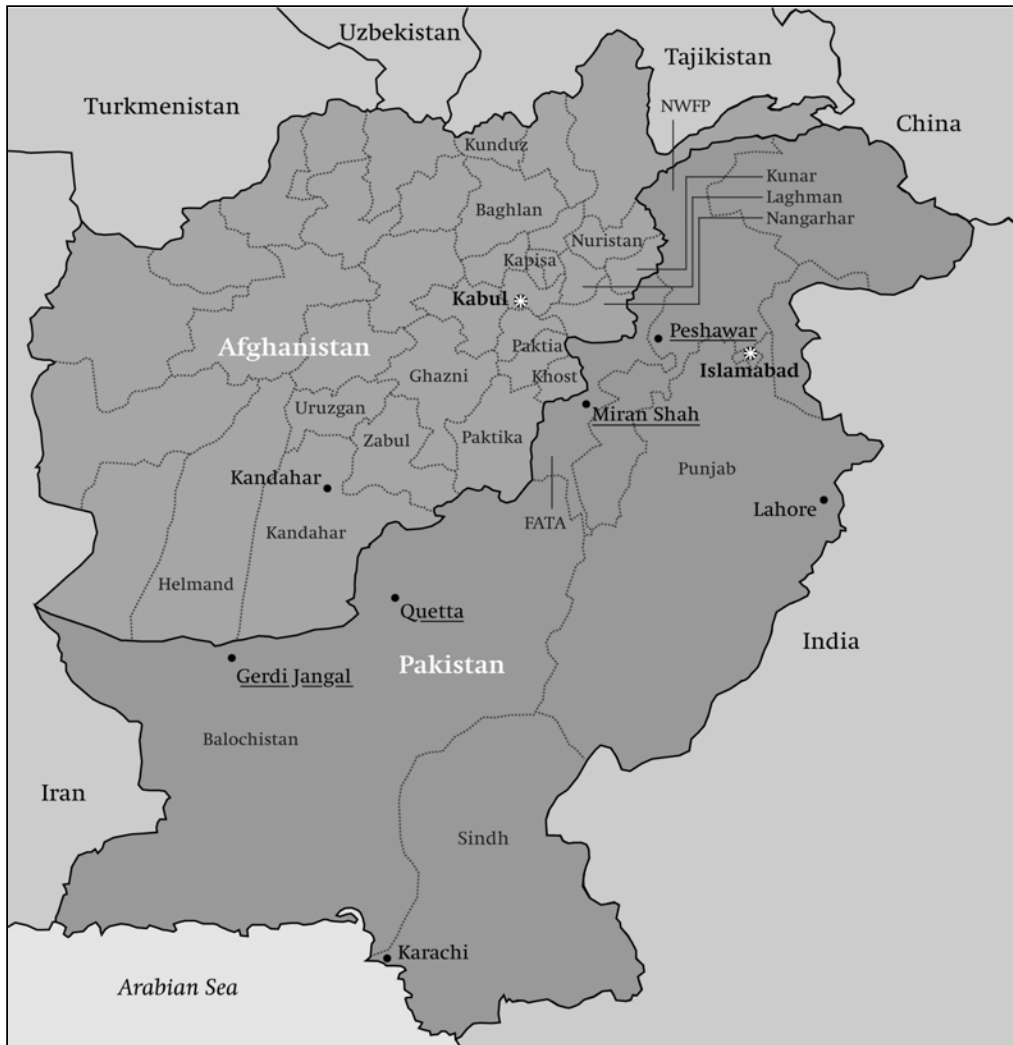 Uzbekistan
Tajikistan
Turkmenistan
NWFP
China
Kunduz
Kunar
Laghman
Nangarhar
Baghlan
Nuristan
Kapisa
Kabul
Peshawar
Afghanistan
Paktia
Islamabad
Ghazni
Khost
Uruzgan
Miran Shah
Zabul
Paktika
Punjab
Kandahar
Lahore
FATA
Kandahar
Helmand
Quetta
India
Pakistan
Gerdi Jangal
Balochistan
Iran
Sindh
Karachi
Arabian Sea